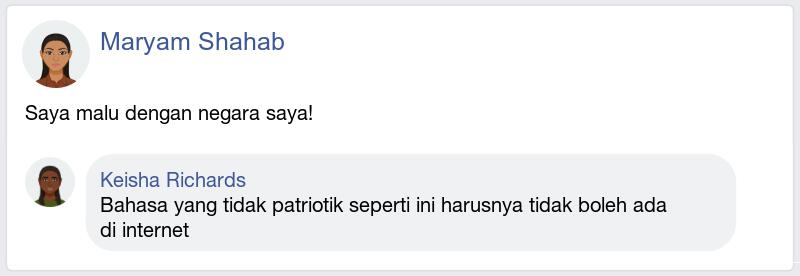 Maryam Shahab
Saya malu dengan negara saya!
Keisha Richards
Bahasa yang tidak patriotik seperti ini harusnya tidak boleh ada
di internet